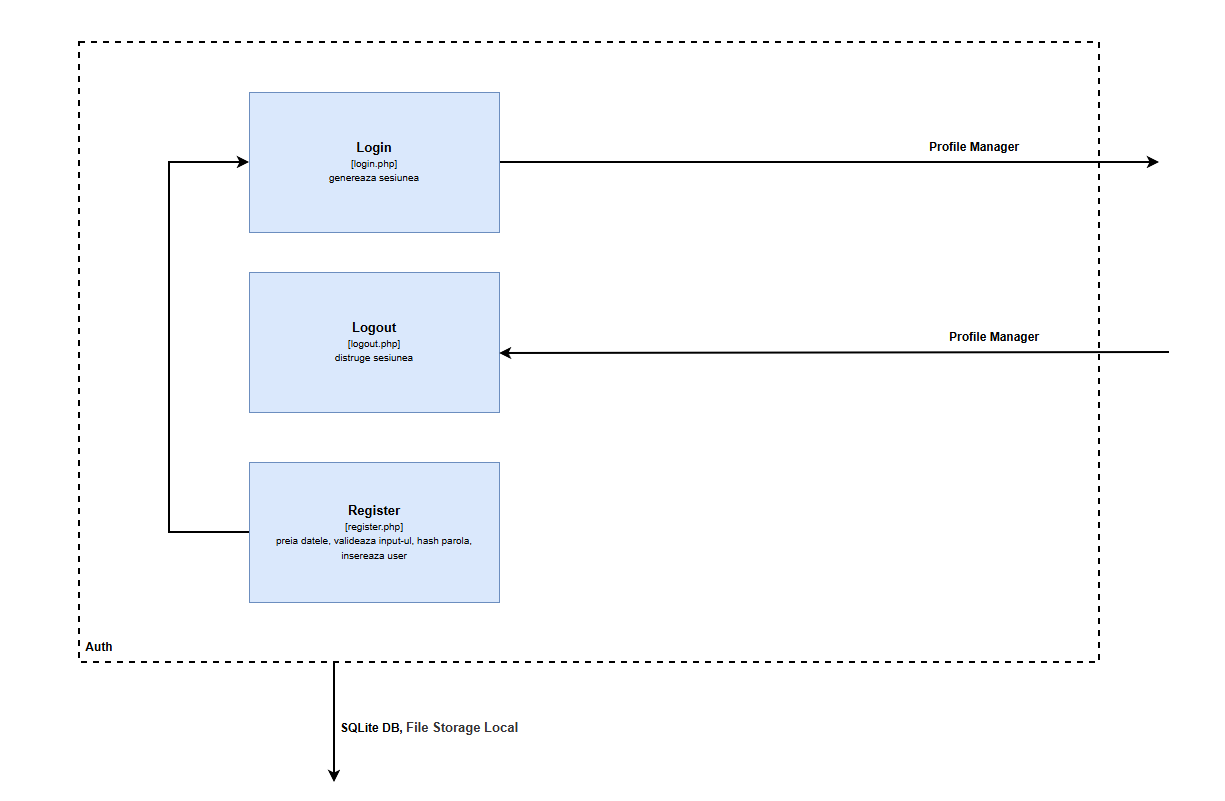 Login
[login.php]
genereaza sesiunea
Profile Manager
Logout
[logout.php]
distruge sesiunea
Profile Manager
Register
[register.php]
preia datele, valideaza input-ul, hash parola,
insereaza user
Auth
SQLite DB, File Storage Local